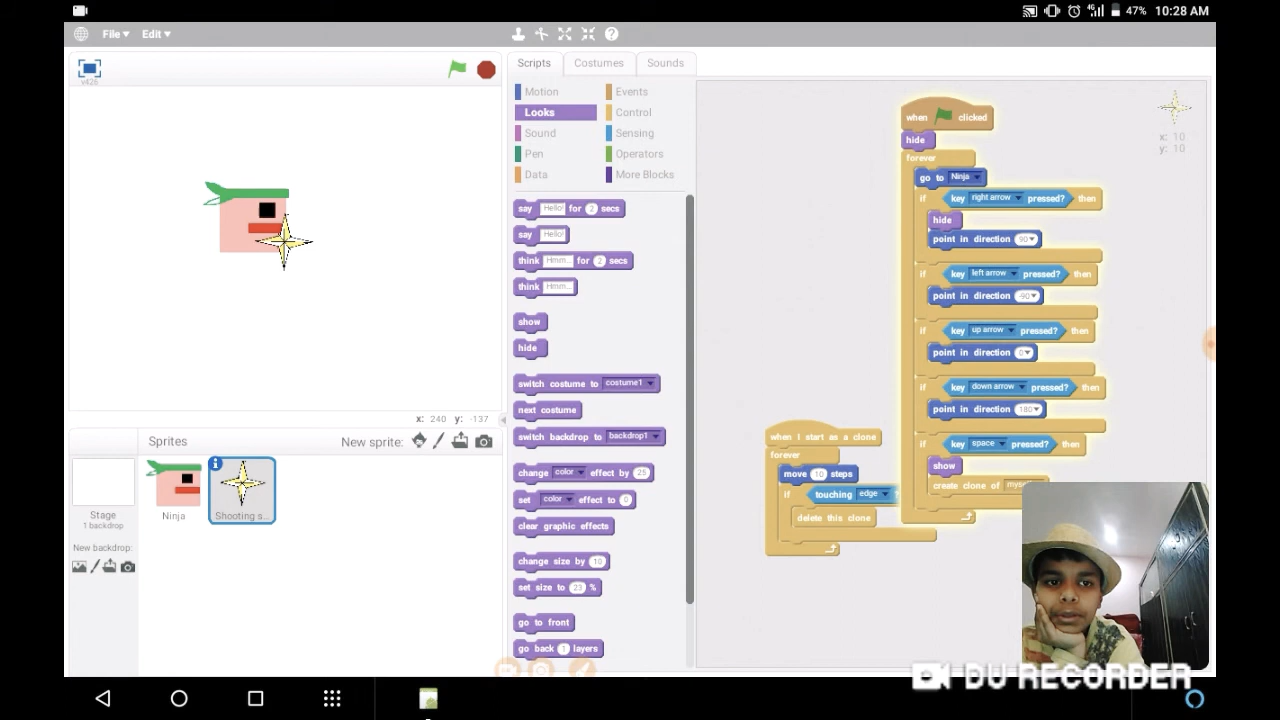 47% 10:28 AM
File Edit
v426
Scripts Costumes Sounds
Motion Events
Looks Control
Sound Sensing
Pen Operators
Data More Blocks
say Hello! for 2 secs
say Hello!
think Hmm... for 2 secs
think Hmm...
show
hide
switch costume to costume1
next costume
switch backdrop to backdrop1
change color effect by 25
set color effect to 0
clear graphic effects
change size by 10
set size to 23 %
go to front
go back 1 layers
when clicked
hide
forever
go to Ninja
if key right arrow pressed? then
hide
point in direction 90
if key left arrow pressed? then
point in direction -90
if key up arrow pressed? then
point in direction 0
if key down arrow pressed? then
point in direction 180
if key space pressed? then
show
create clone of
when I start as a clone
forever
move 10 steps
if touching edge
delete this clone
x: 10
y: 10
x: 240 y: -137
Sprites New sprite:
Stage
1 backdrop
New backdrop:
Ninja
Shooting s...
DU RECORDER